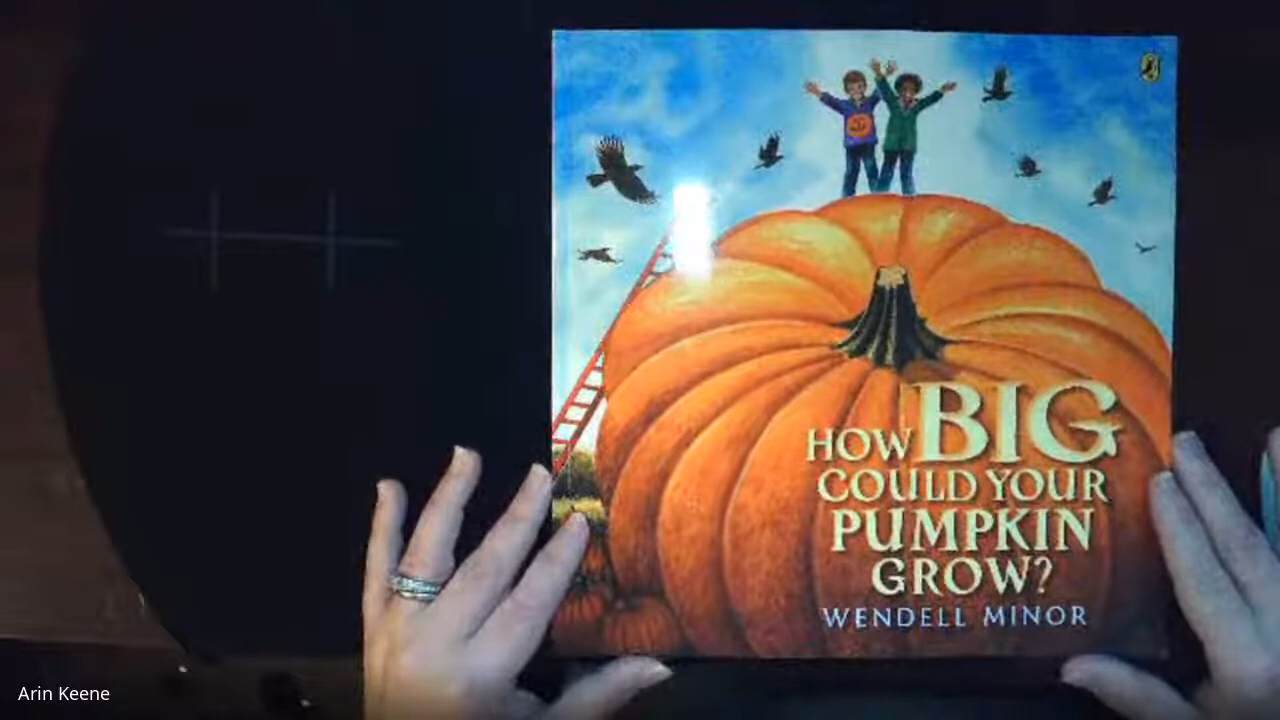 HOW BIG
COULD YOUR
PUMPKIN
GROW?
WENDELL MINOR
Arin Keene